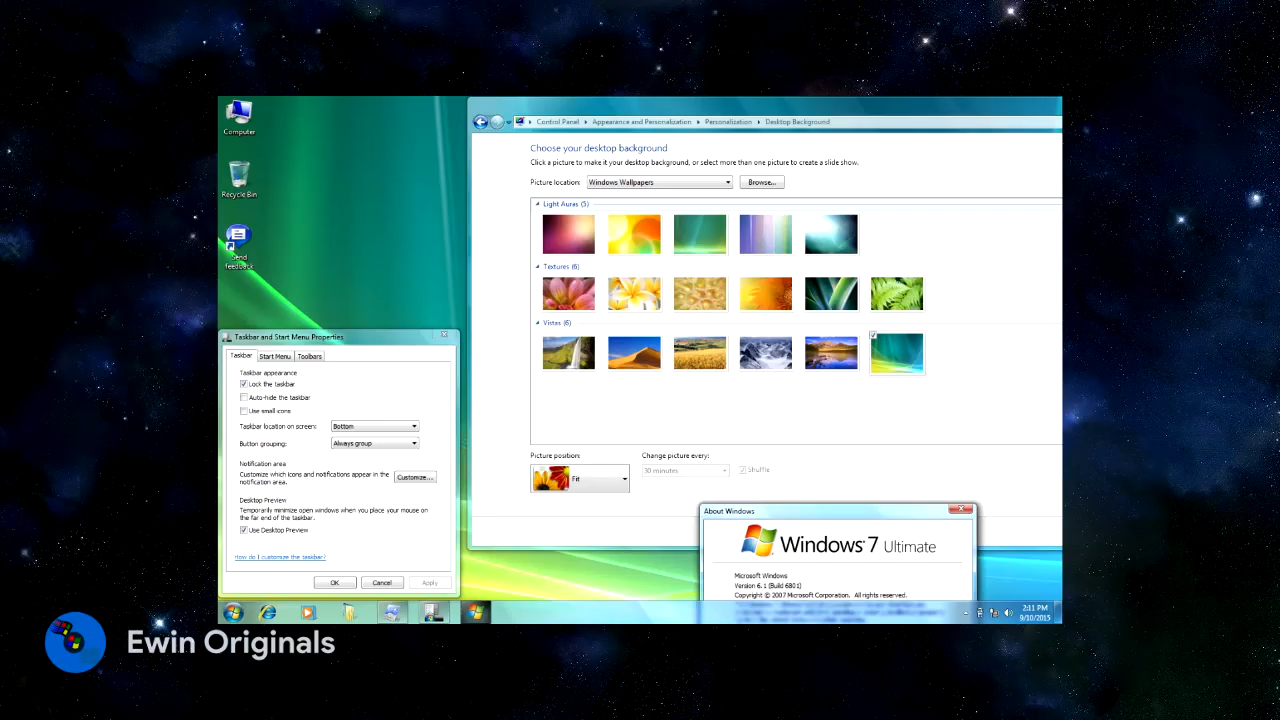 Computer
Recycle Bin
Send
feedback
Control Panel Appearance and Personalization Personalization Desktop Background
Choose your desktop background
Click a picture to make it your desktop background, or select more than one picture to create a slide show.
Picture location: Windows Wallpapers Browse...
Light Auras (5)
Textures (6)
Vistas (6)
Picture position: Change picture every:
Fit 30 minutes Shuffle
Taskbar and Start Menu Properties
Taskbar Start Menu Toolbars
Taskbar appearance
Lock the taskbar
Auto-hide the taskbar
Use small icons
Taskbar location on screen: Bottom
Button grouping: Always group
Notification area
Customize which icons and notifications appear in the
notification area.
Customize...
Desktop Preview
Temporarily minimize open windows when you place your mouse on
the far end of the taskbar.
Use Desktop Preview
How do I customize the taskbar?
OK Cancel Apply
About Windows
Windows 7 Ultimate
Microsoft Windows
Version 6.1 (Build 6801)
Copyright © 2007 Microsoft Corporation. All rights reserved.
2:11 PM
9/10/2015
Ewin Originals